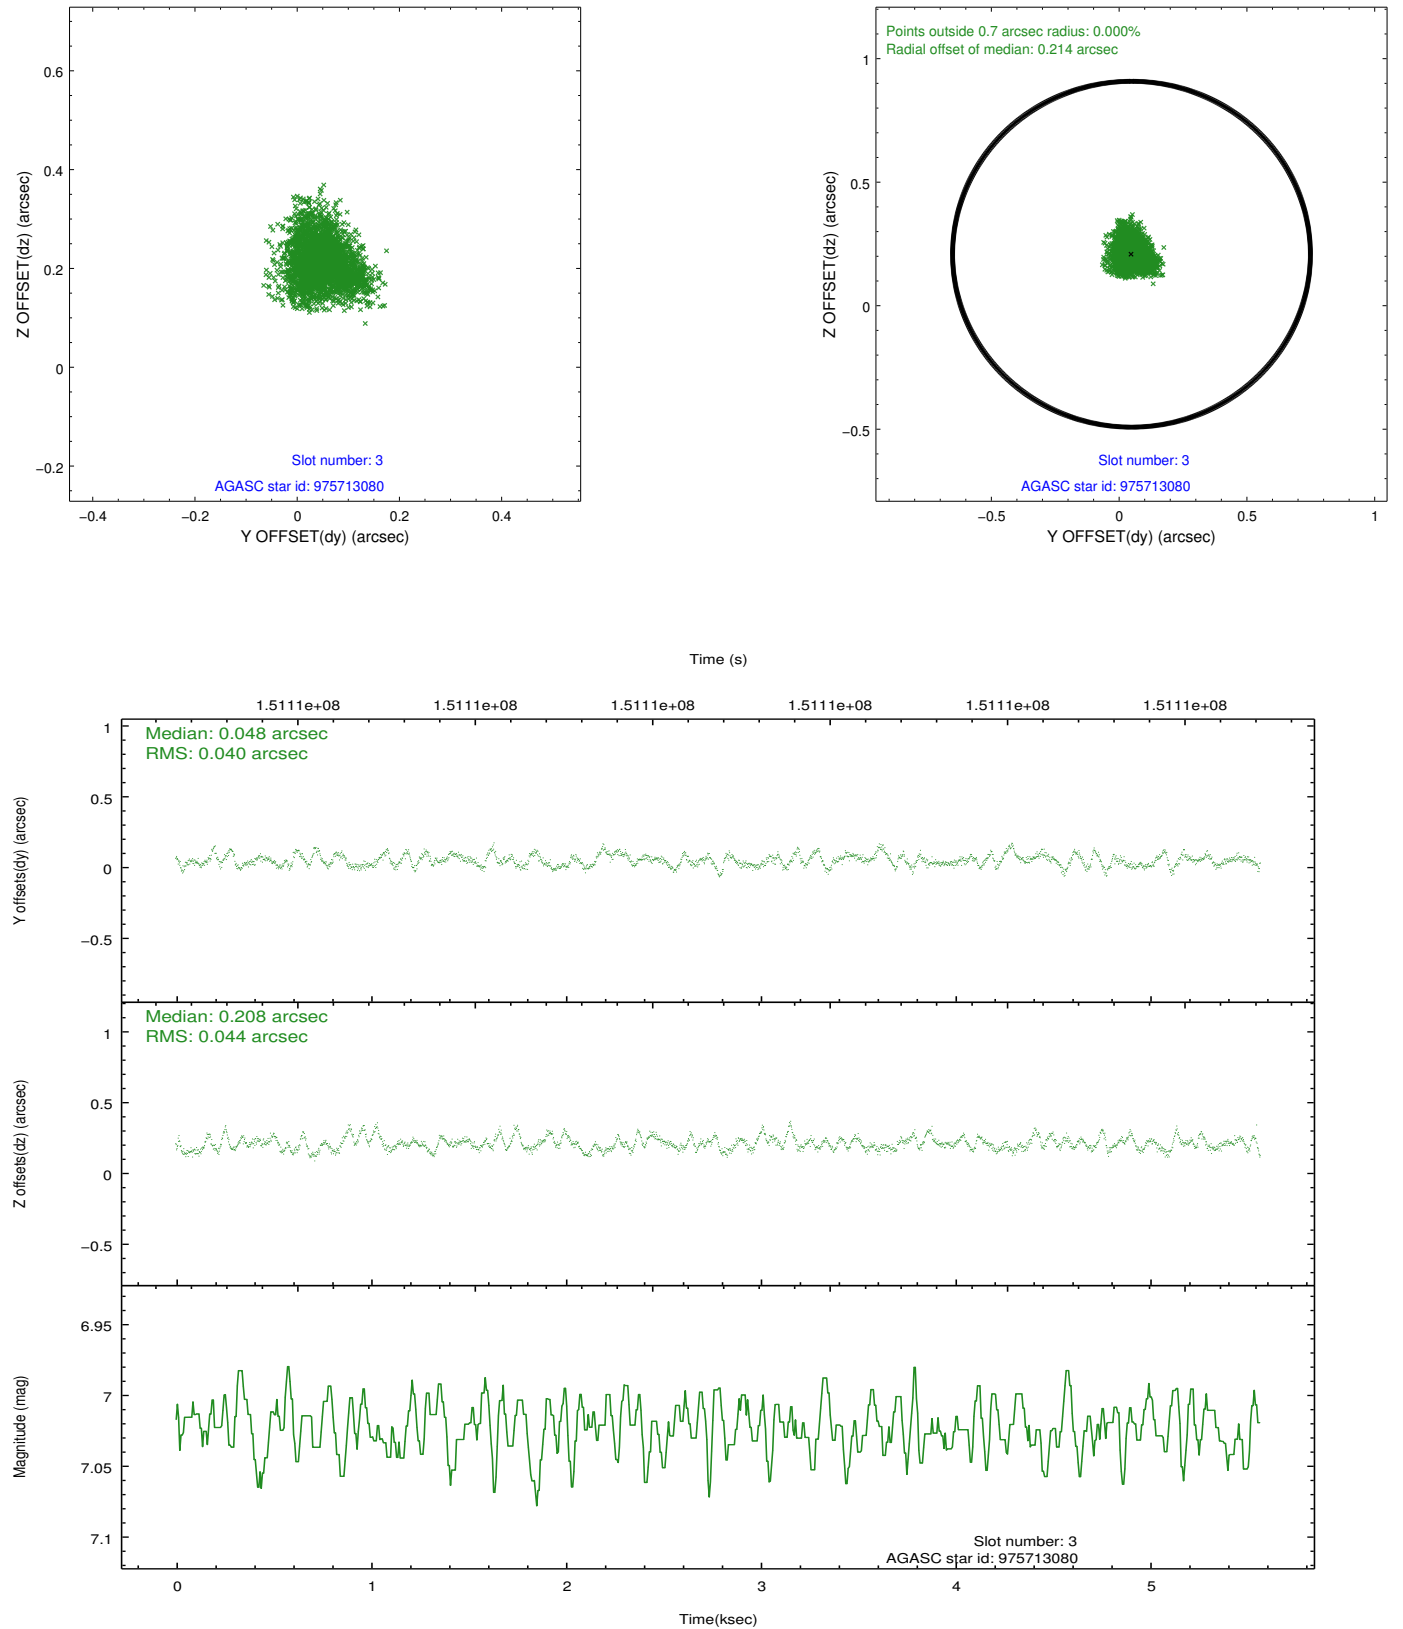 0.6
0.4
0.2
0
−0.2
Z OFFSET(dz) (arcsec)
Slot number: 3
AGASC star id: 975713080
−0.4 −0.2 0 0.2 0.4
Y OFFSET(dy) (arcsec)
Points outside 0.7 arcsec radius: 0.000%
Radial offset of median: 0.214 arcsec
1
0.5
0
−0.5
Z OFFSET(dz) (arcsec)
Slot number: 3
AGASC star id: 975713080
−0.5 0 0.5 1
Y OFFSET(dy) (arcsec)
Time (s)
1.5111e+08 1.5111e+08 1.5111e+08 1.5111e+08 1.5111e+08 1.5111e+08
Median: 0.048 arcsec
RMS: 0.040 arcsec
1
0.5
0
−0.5
Y offsets(dy) (arcsec)
Median: 0.208 arcsec
RMS: 0.044 arcsec
1
0.5
0
−0.5
Z offsets(dz) (arcsec)
6.95
7
7.05
7.1
Magnitude (mag)
Slot number: 3
AGASC star id: 975713080
0 1 2 3 4 5
Time(ksec)